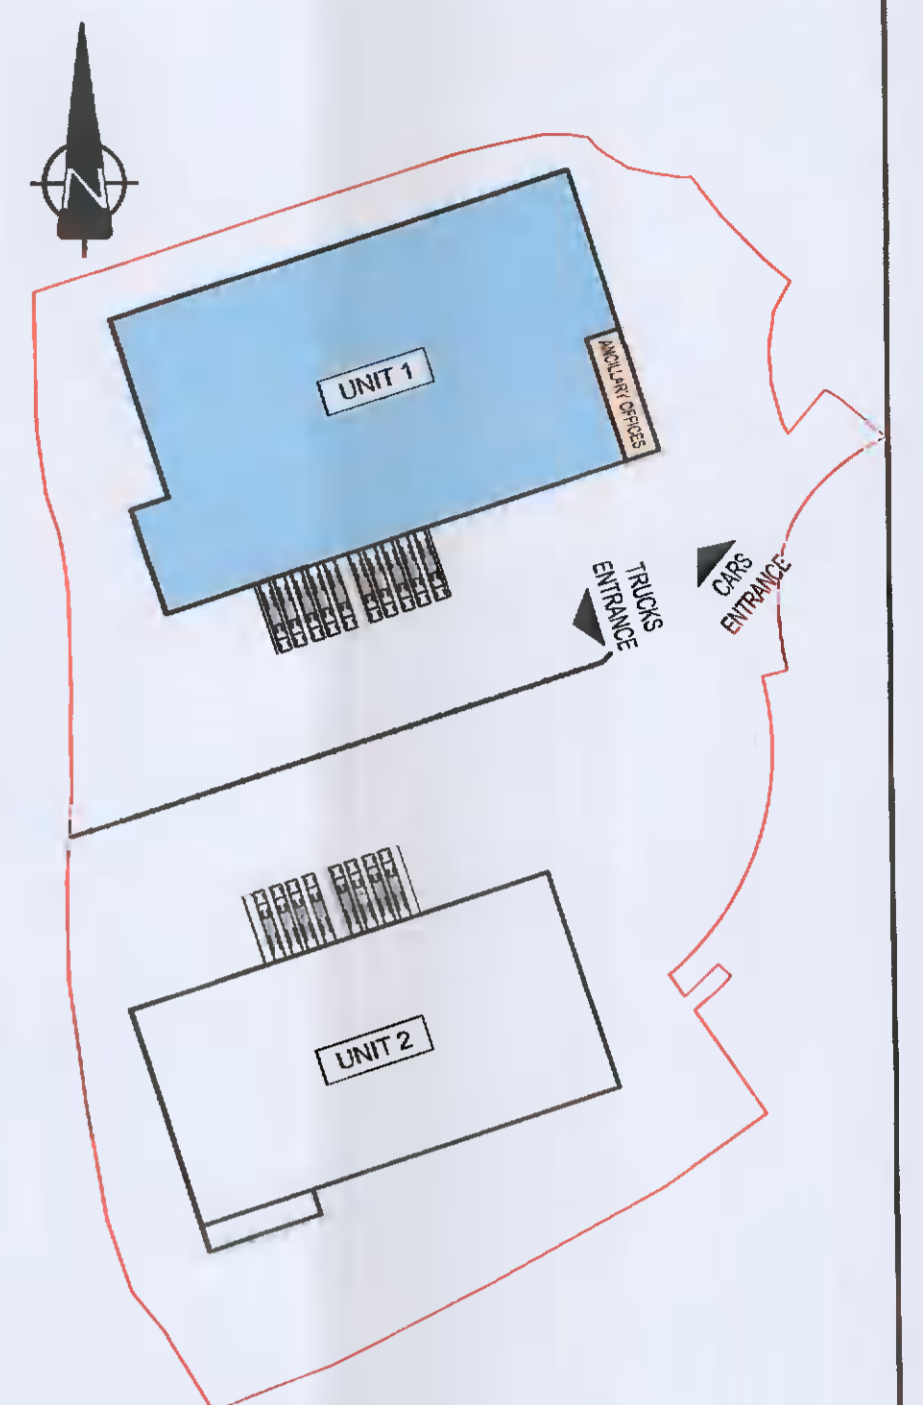 N
UNIT 1
ANCILLARY OFFICES
TRUCKS
ENTRANCE
CARS
ENTRANCE
UNIT 2